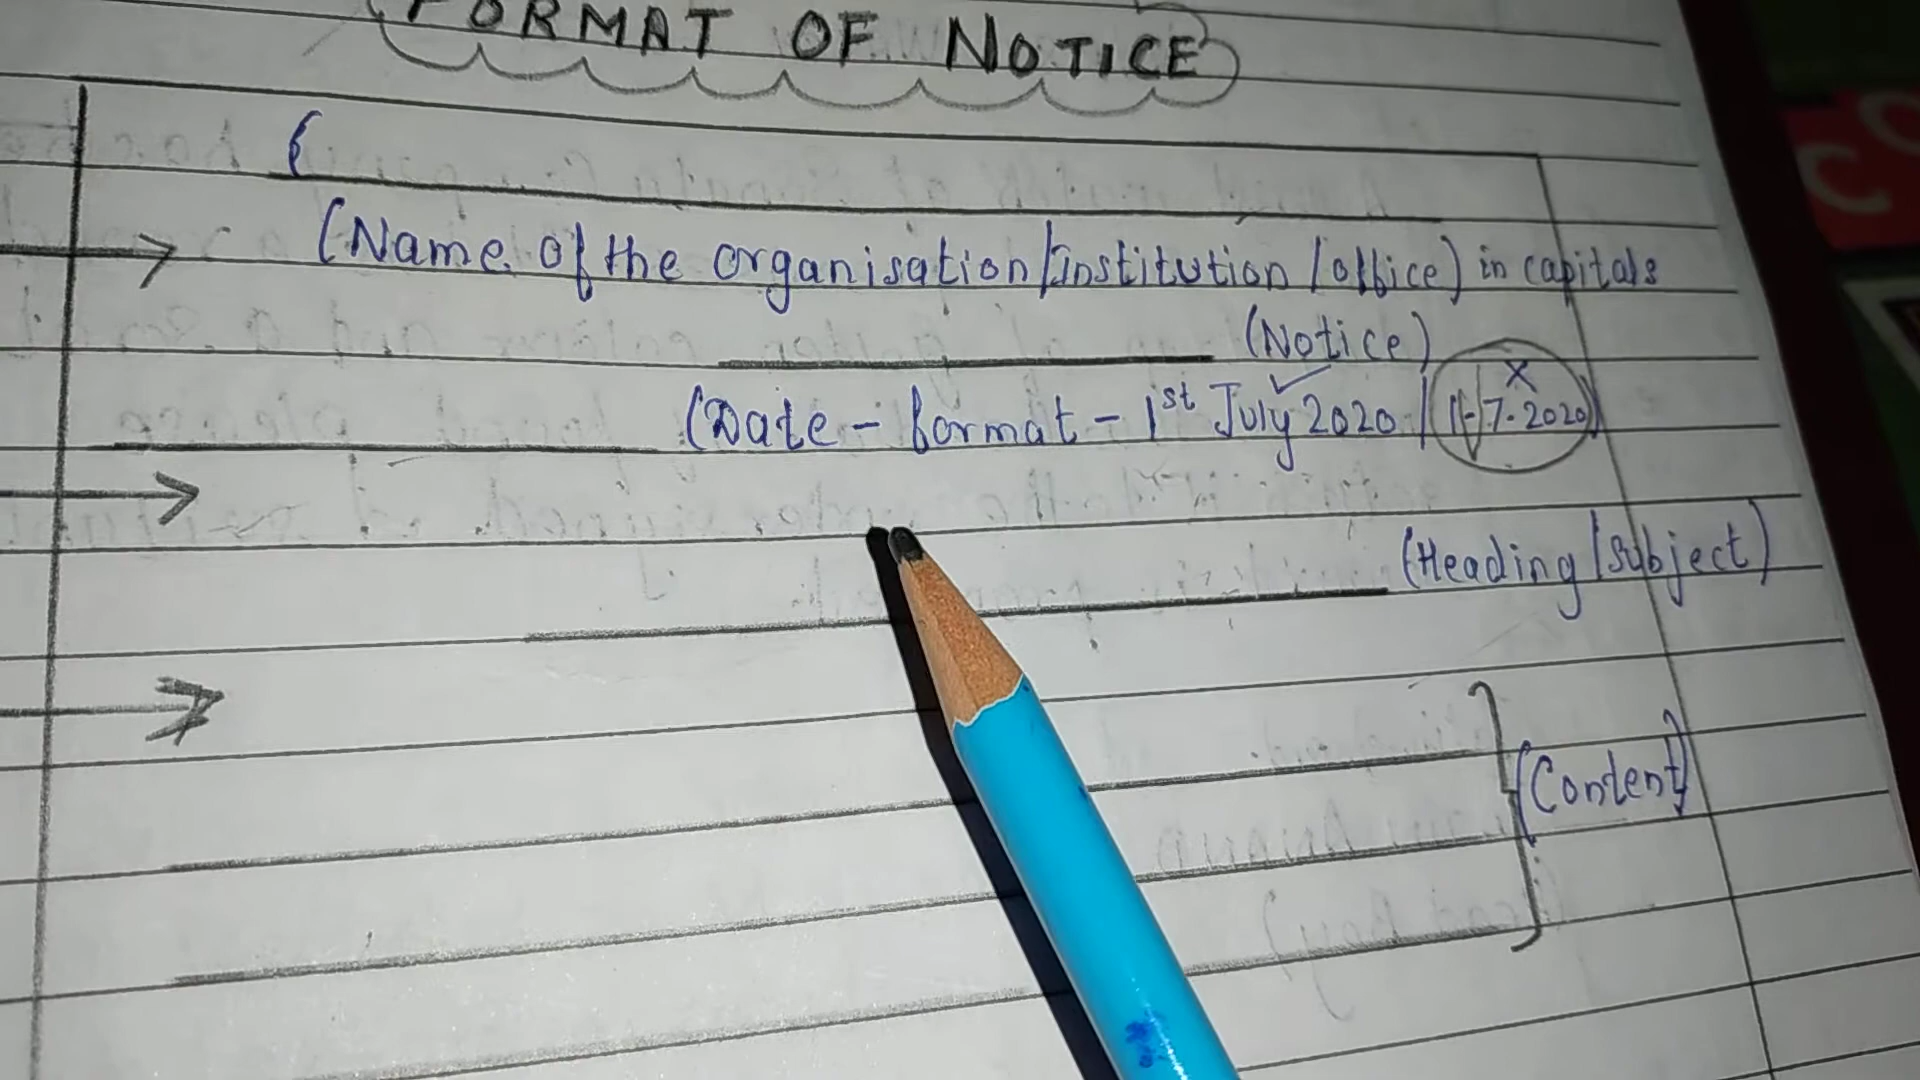 FORMAT OF NOTICE
(Name of the organisation/institution/office) in capitals
(Notice)
(Date - format - 1st July 2020 / 1-7-2020)
(Heading/Subject)
(Content)